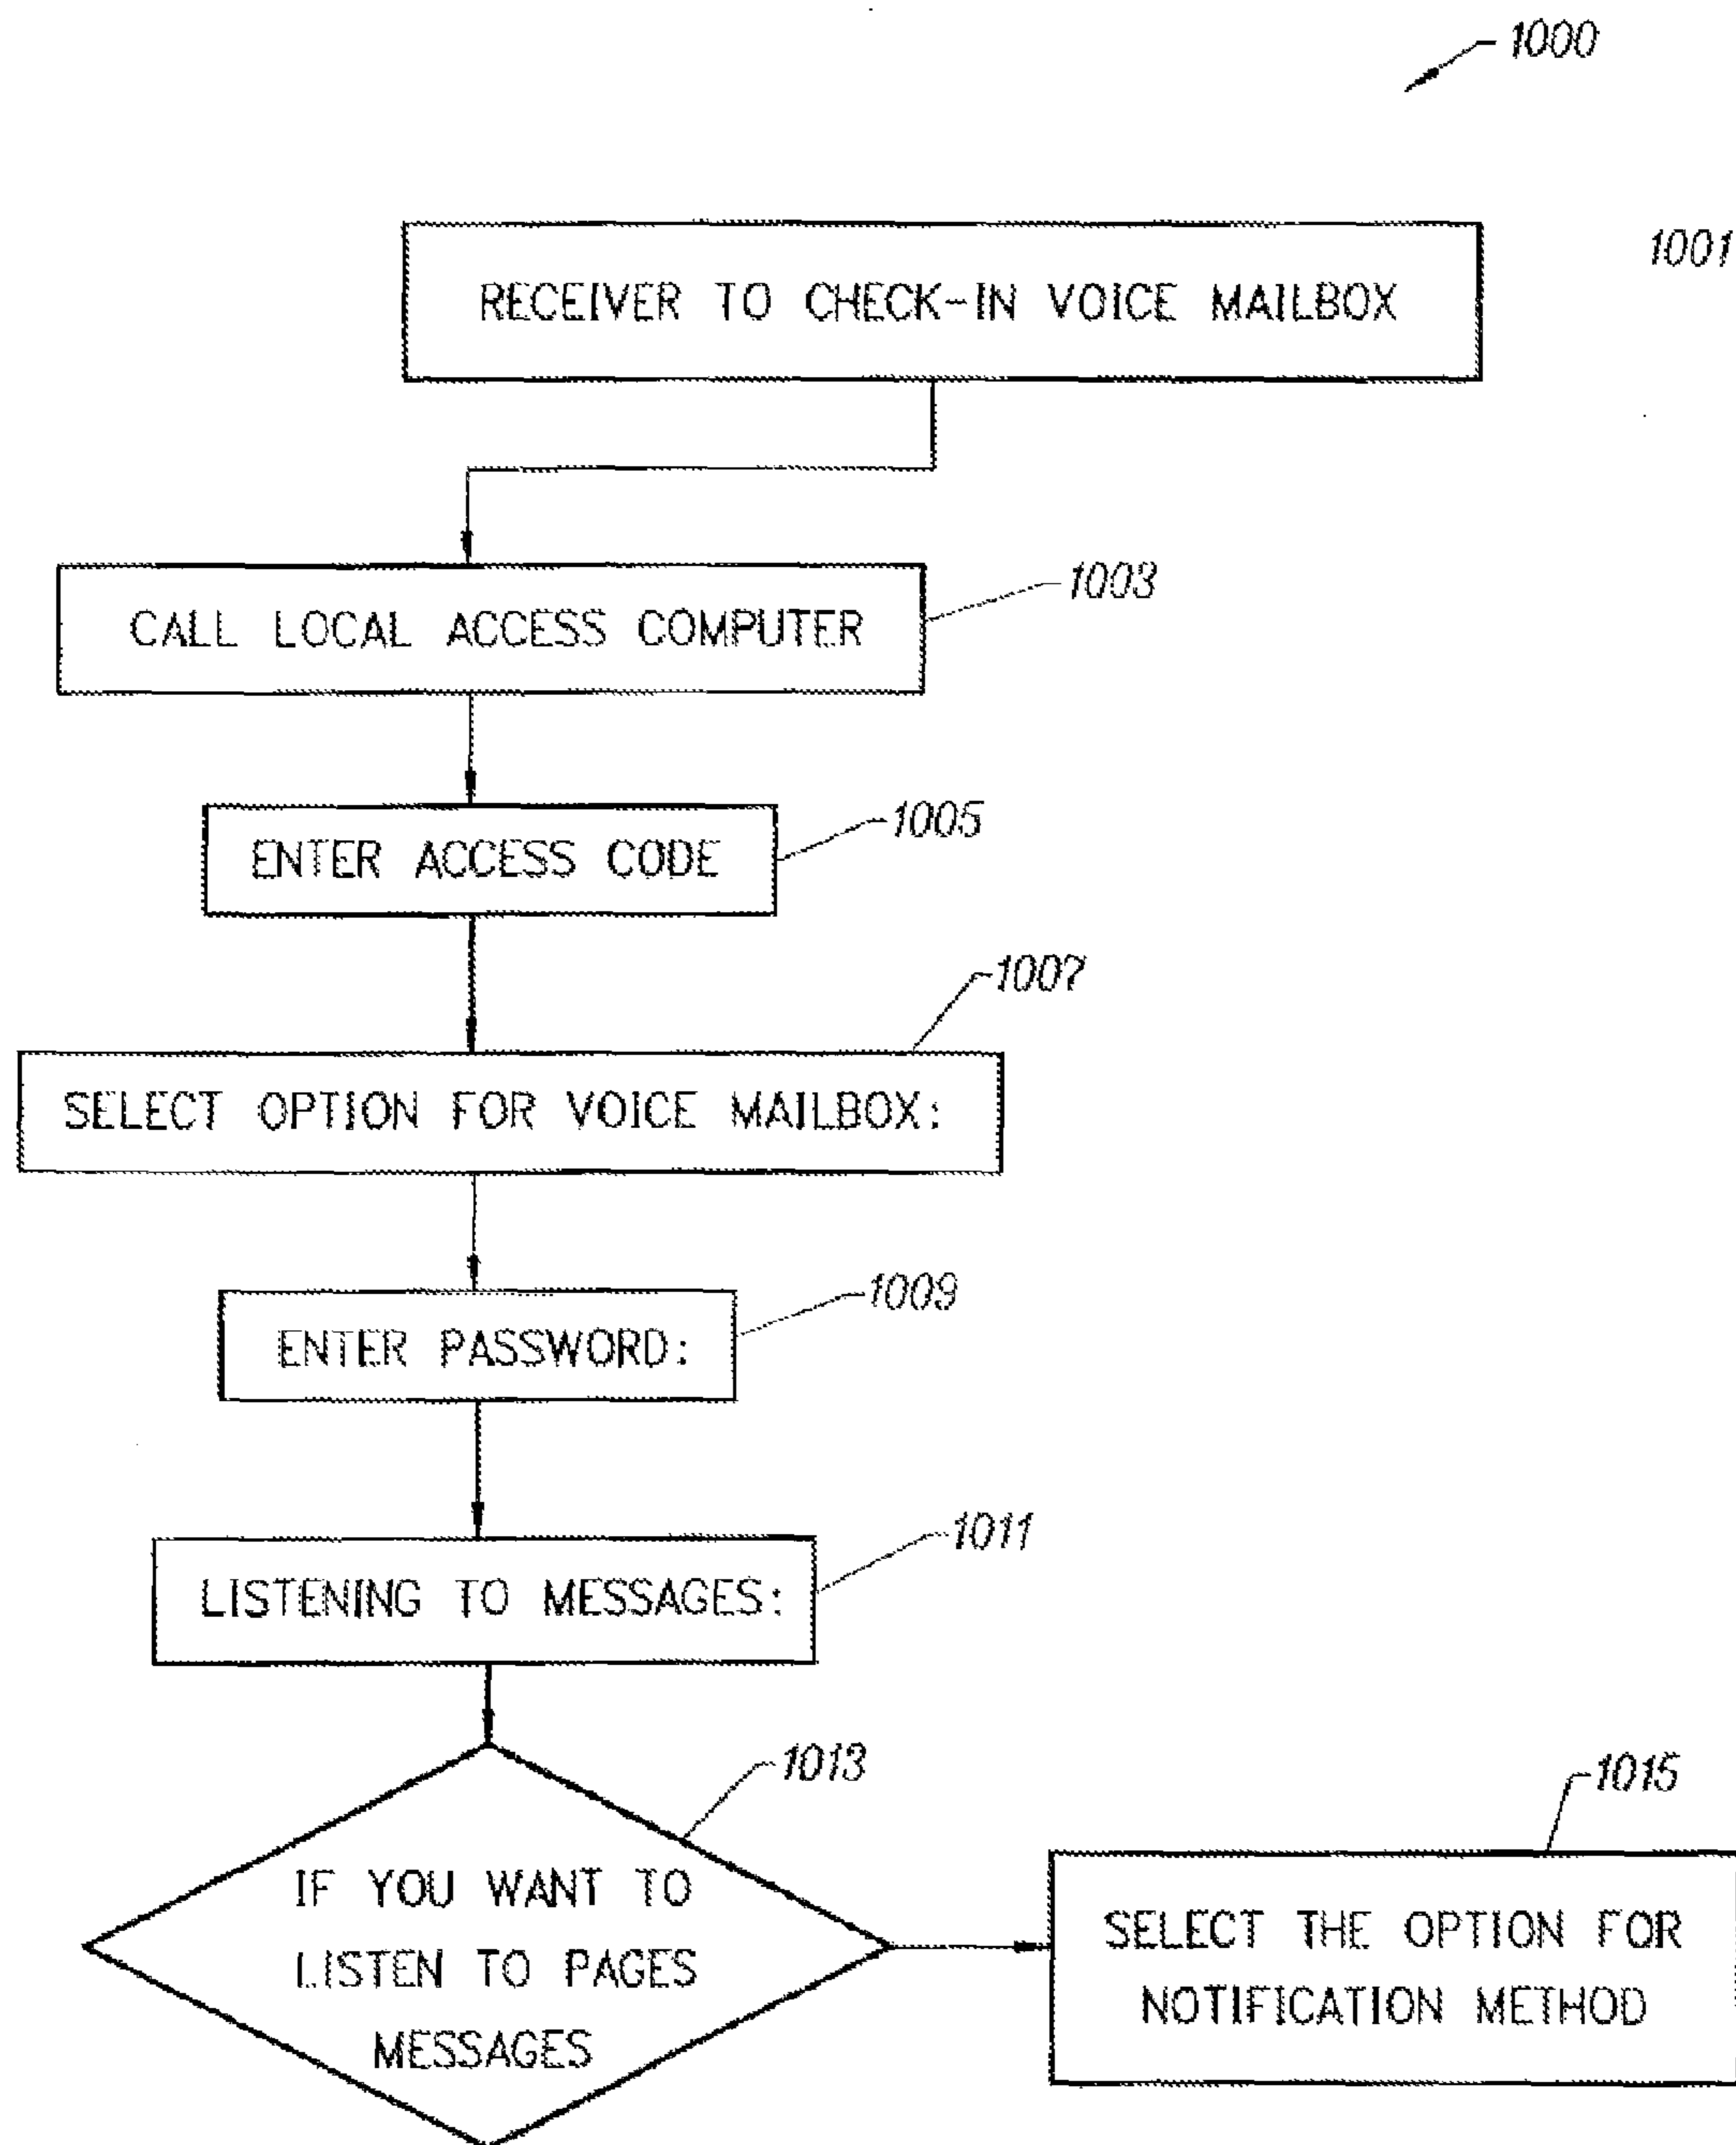 1000
RECEIVER TO CHECK-IN VOICE MAILBOX
1001
CALL LOCAL ACCESS COMPUTER
1003
ENTER ACCESS CODE
1005
SELECT OPTION FOR VOICE MAILBOX:
1007
ENTER PASSWORD:
1009
LISTENING TO MESSAGES:
1011
IF YOU WANT TO
LISTEN TO PAGES
MESSAGES
1013
SELECT THE OPTION FOR
NOTIFICATION METHOD
1015